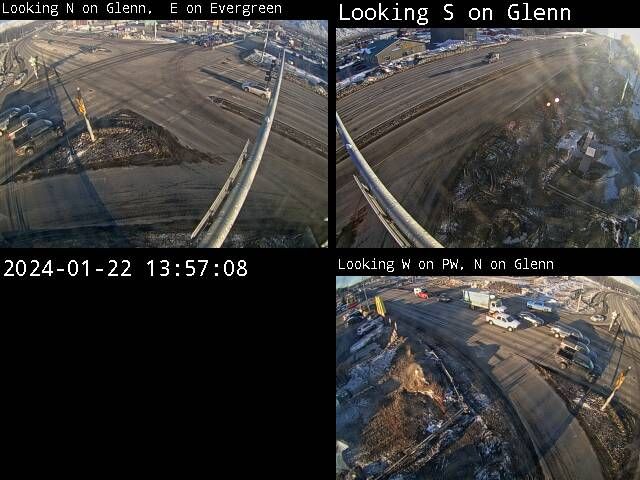 Looking N on Glenn,  E on Evergreen
Looking S on Glenn
2024-01-22 13:57:08
Looking W on PW, N on Glenn